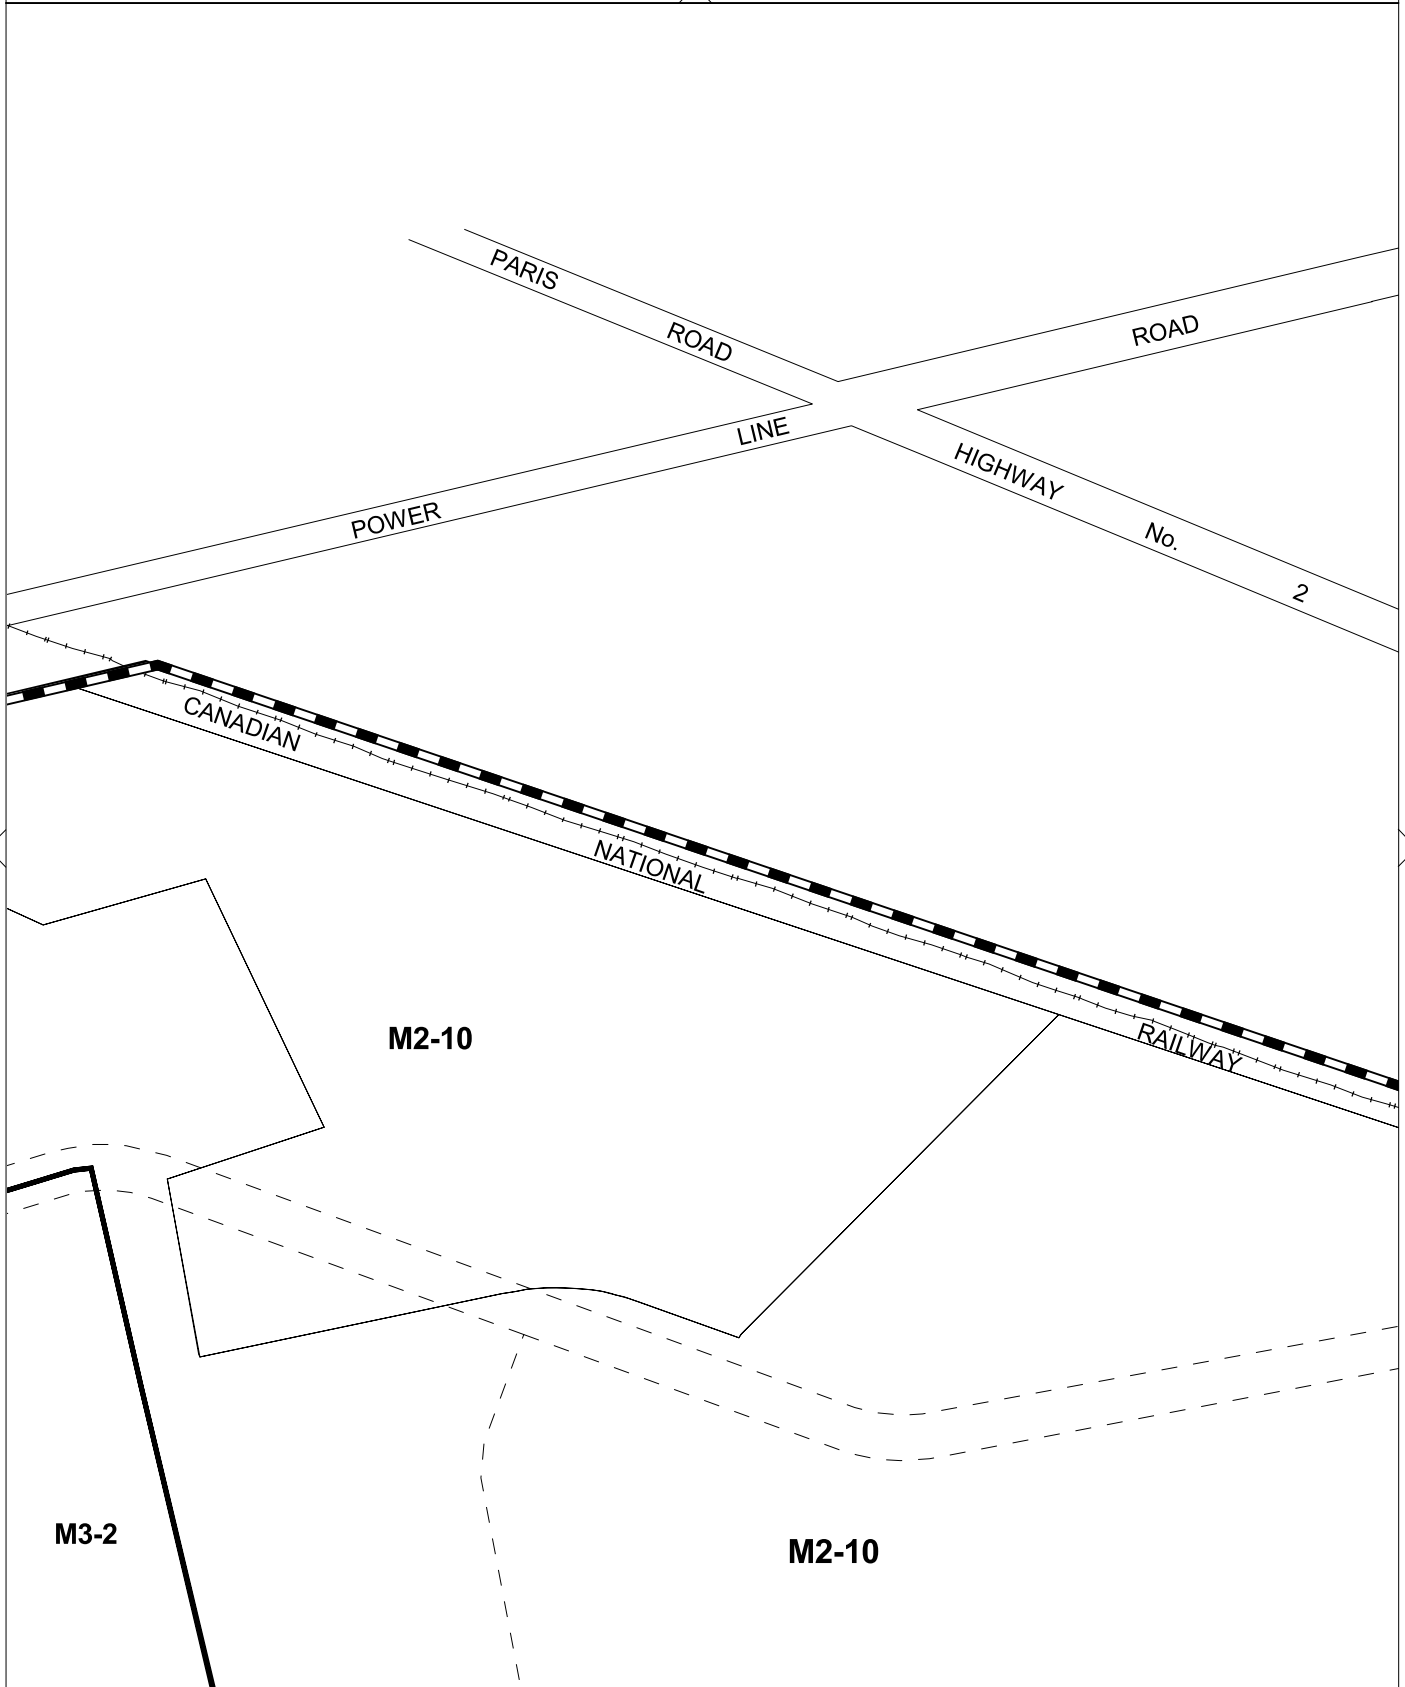 PARIS ROAD
POWER LINE ROAD
HIGHWAY No. 2
CANADIAN NATIONAL RAILWAY
M2-10
M3-2
M2-10